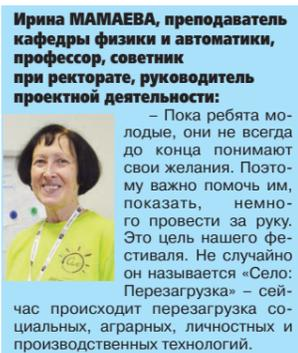 Ирина МАМАЕВА, преподаватель
кафедры физики и автоматики,
профессор, советник
при ректорате, руководитель
проектной деятельности:
– Пока ребята мо-
лодые, они не всегда
до конца понимают
свои желания. Поэто-
му важно помочь им,
показать, немно-
го провести за руку.
Это цель нашего фе-
стиваля. Не случайно
он называется «Село:
Перезагрузка» – сей-
час происходит перезагрузка со-
циальных, аграрных, личностных и
производственных технологий.